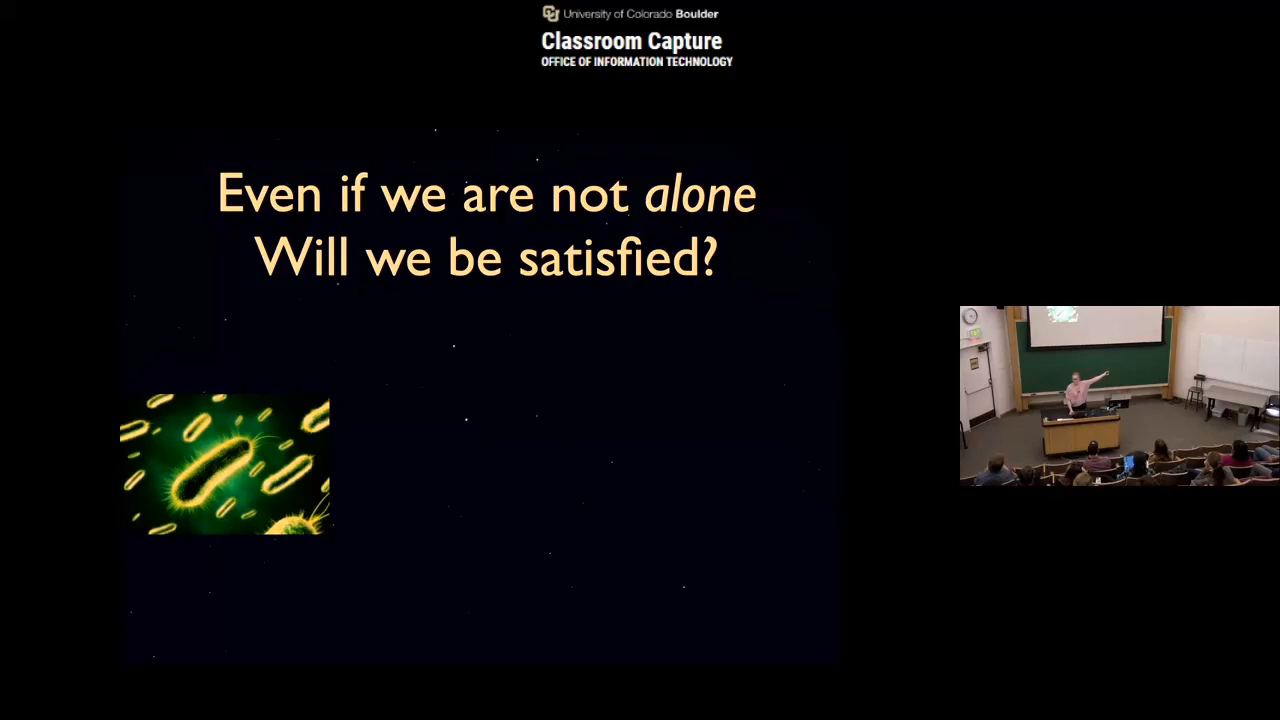 University of Colorado Boulder
Classroom Capture
OFFICE OF INFORMATION TECHNOLOGY
Even if we are not alone
Will we be satisfied?